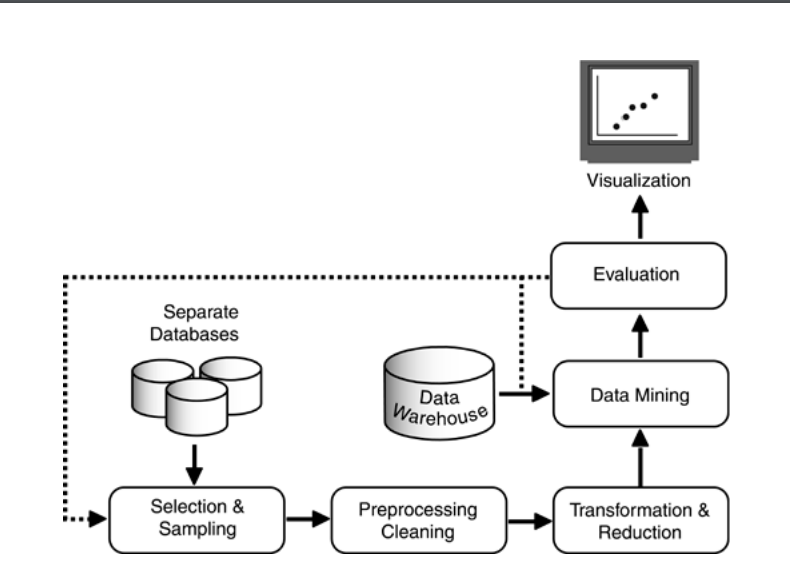 Visualization
Evaluation
Separate
Databases
Data
Warehouse
Data Mining
Selection &
Sampling
Preprocessing
Cleaning
Transformation &
Reduction